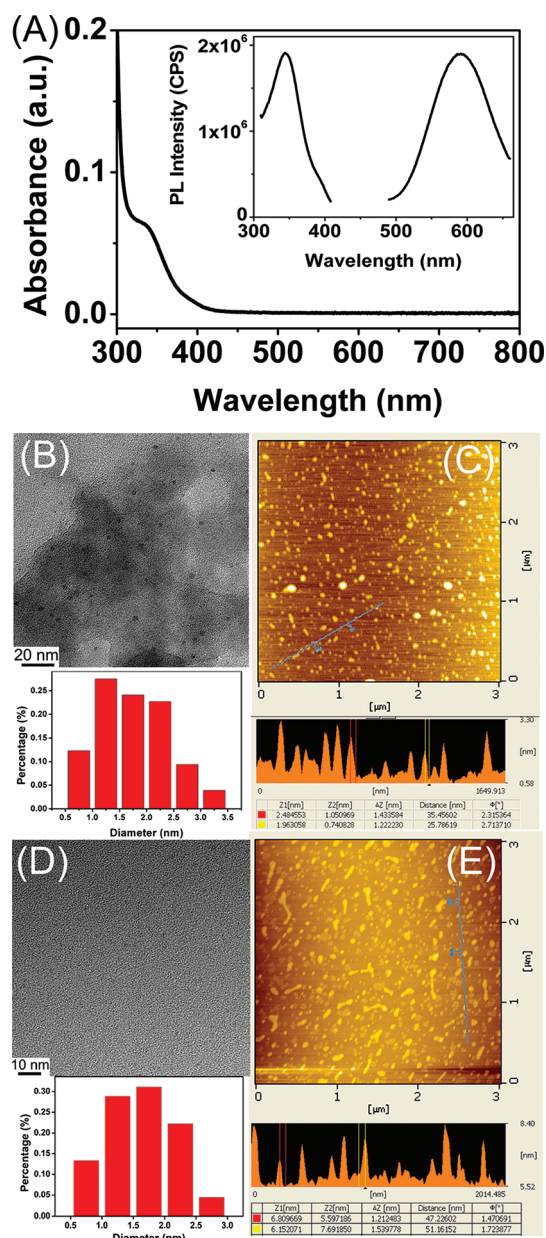 (A)
0.2
0.1
0.0
Absorbance (a.u.)
300 400 500 600 700 800
Wavelength (nm)
2x10⁶
1x10⁶
0
PL Intensity (CPS)
300 400 500 600
Wavelength (nm)
(B)
20 nm
0.25
0.20
0.15
0.10
0.05
0.00
Percentage (%)
0.5 1.0 1.5 2.0 2.5 3.0 3.5
Diameter (nm)
(C)
3
2
1
0
[µm]
0 1 2 3
[µm]
3.30
[nm]
0.58
0 [nm] 1649.913
Z1[nm] Z2[nm] ΔZ [nm] Distance [nm] Φ[°]
2.484553 1.050969 1.433584 35.45602 2.315364
1.963058 0.740828 1.222230 25.78619 2.713710
(D)
10 nm
0.30
0.25
0.20
0.15
0.10
0.05
0.00
Percentage (%)
0.5 1.0 1.5 2.0 2.5 3.0
Diameter (nm)
(E)
3
2
1
0
[µm]
0 1 2 3
[µm]
8.40
[nm]
5.52
0 [nm] 2014.485
Z1[nm] Z2[nm] ΔZ [nm] Distance [nm] Φ[°]
6.809669 5.597186 1.212483 47.22602 1.470691
6.152071 7.691850 1.539778 51.16152 1.723877